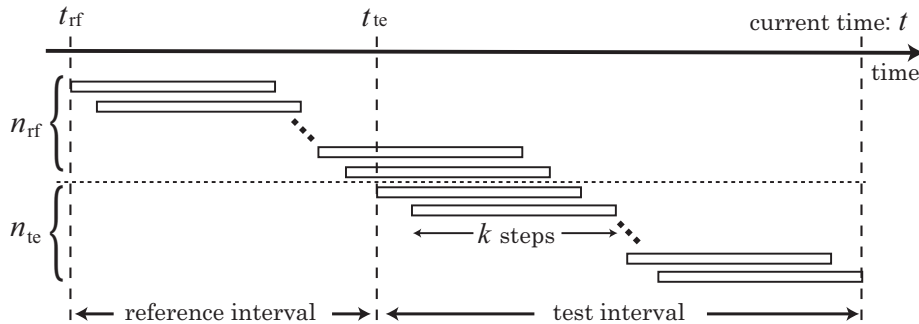 t_rf t_te current time: t
time
n_rf
n_te
k steps
reference interval test interval